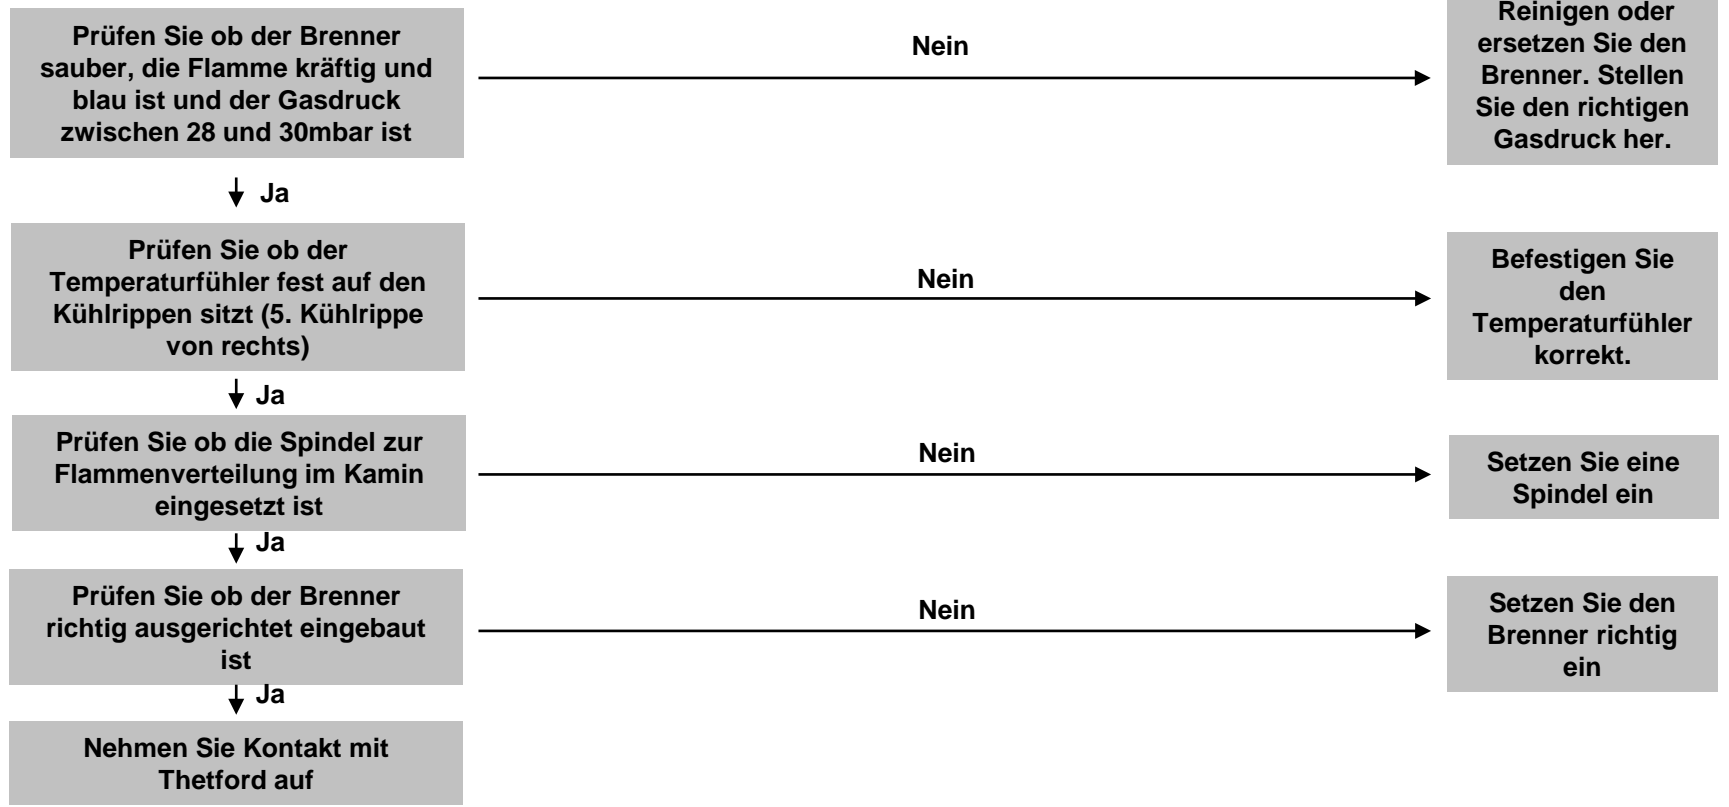 Prüfen Sie ob der Brenner
sauber, die Flamme kräftig und
blau ist und der Gasdruck
zwischen 28 und 30mbar ist
Nein
Reinigen oder
ersetzen Sie den
Brenner. Stellen
Sie den richtigen
Gasdruck her.
Ja
Prüfen Sie ob der
Temperaturfühler fest auf den
Kühlrippen sitzt (5. Kühlrippe
von rechts)
Nein
Befestigen Sie
den
Temperaturfühler
korrekt.
Ja
Prüfen Sie ob die Spindel zur
Flammenverteilung im Kamin
eingesetzt ist
Nein
Setzen Sie eine
Spindel ein
Ja
Prüfen Sie ob der Brenner
richtig ausgerichtet eingebaut
ist
Nein
Setzen Sie den
Brenner richtig
ein
Ja
Nehmen Sie Kontakt mit
Thetford auf